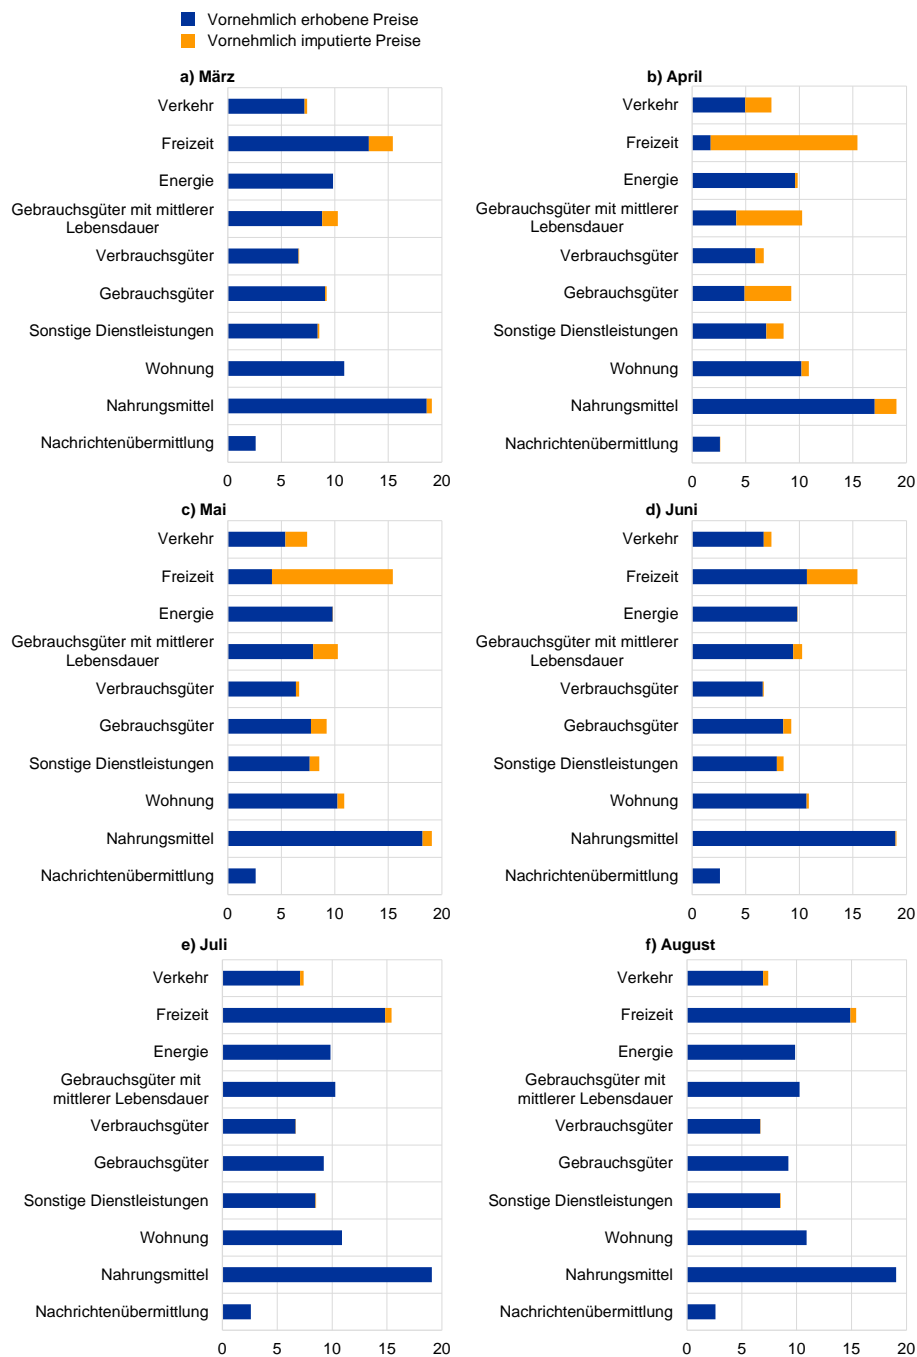 Vornehmlich erhobene Preise
Vornehmlich imputierte Preise
a) März
Verkehr
Freizeit
Energie
Gebrauchsgüter mit mittlerer
Lebensdauer
Verbrauchsgüter
Gebrauchsgüter
Sonstige Dienstleistungen
Wohnung
Nahrungsmittel
Nachrichtenübermittlung
0 5 10 15 20
b) April
Verkehr
Freizeit
Energie
Gebrauchsgüter mit mittlerer
Lebensdauer
Verbrauchsgüter
Gebrauchsgüter
Sonstige Dienstleistungen
Wohnung
Nahrungsmittel
Nachrichtenübermittlung
0 5 10 15 20
c) Mai
Verkehr
Freizeit
Energie
Gebrauchsgüter mit mittlerer
Lebensdauer
Verbrauchsgüter
Gebrauchsgüter
Sonstige Dienstleistungen
Wohnung
Nahrungsmittel
Nachrichtenübermittlung
0 5 10 15 20
d) Juni
Verkehr
Freizeit
Energie
Gebrauchsgüter mit mittlerer
Lebensdauer
Verbrauchsgüter
Gebrauchsgüter
Sonstige Dienstleistungen
Wohnung
Nahrungsmittel
Nachrichtenübermittlung
0 5 10 15 20
e) Juli
Verkehr
Freizeit
Energie
Gebrauchsgüter mit
mittlerer Lebensdauer
Verbrauchsgüter
Gebrauchsgüter
Sonstige Dienstleistungen
Wohnung
Nahrungsmittel
Nachrichtenübermittlung
0 5 10 15 20
f) August
Verkehr
Freizeit
Energie
Gebrauchsgüter mit
mittlerer Lebensdauer
Verbrauchsgüter
Gebrauchsgüter
Sonstige Dienstleistungen
Wohnung
Nahrungsmittel
Nachrichtenübermittlung
0 5 10 15 20